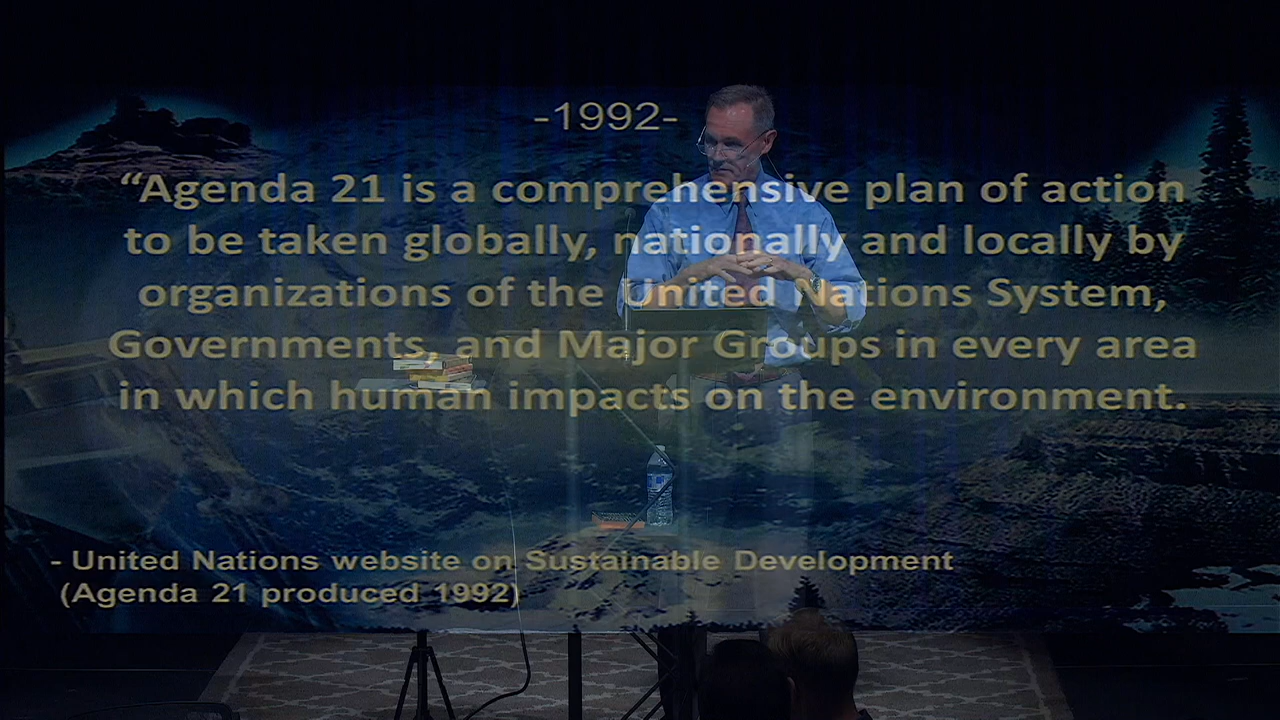 -1992-
“Agenda 21 is a comprehensive plan of action
to be taken globally, nationally and locally by
organizations of the United Nations System,
Governments, and Major Groups in every area
in which human impacts on the environment.
- United Nations website on Sustainable Development
(Agenda 21 produced 1992)